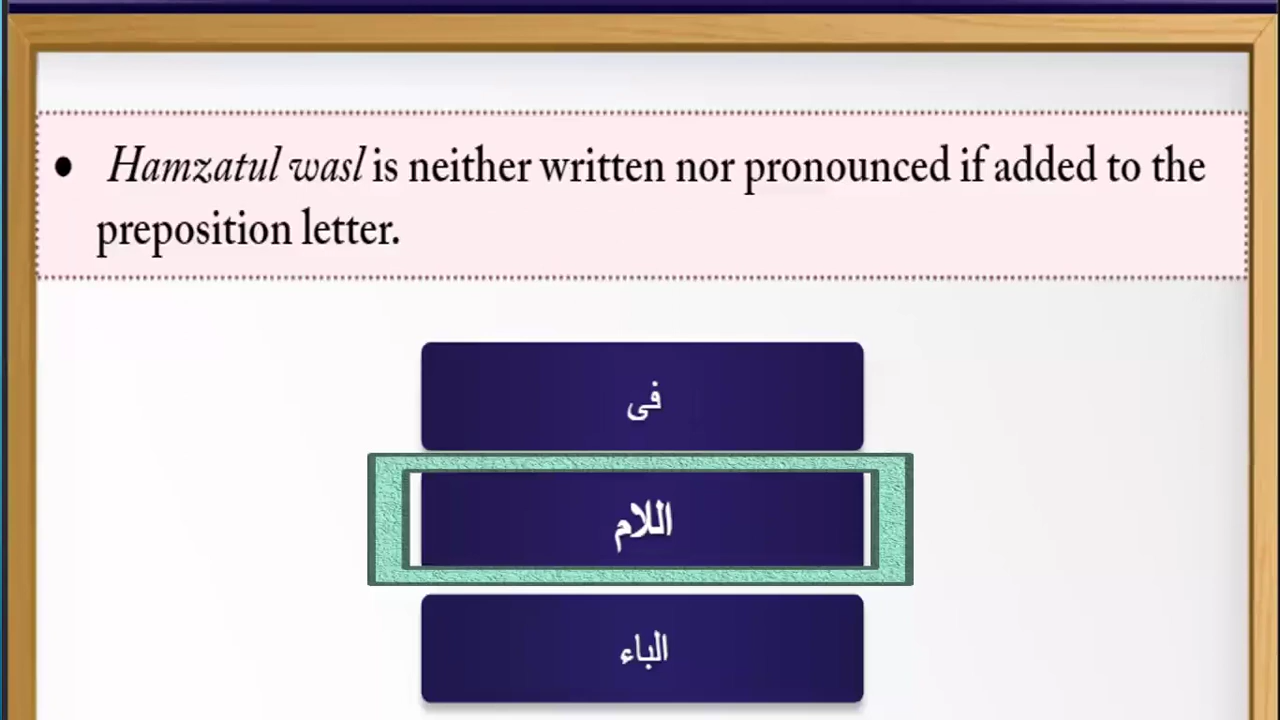 • Hamzatul wasl is neither written nor pronounced if added to the
preposition letter.
فى
اللام
الباء